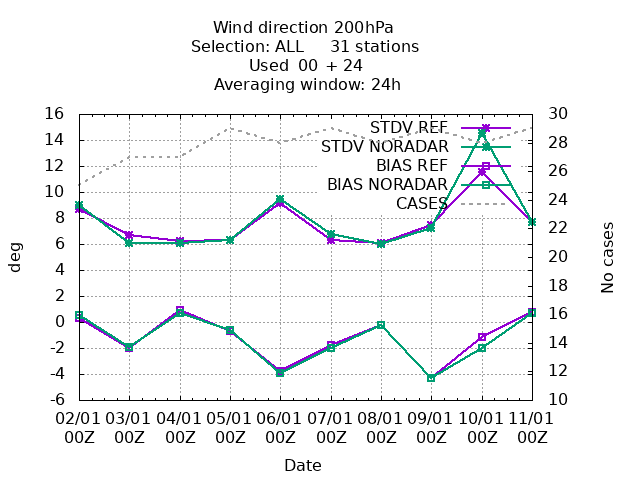 Wind direction 200hPa
Selection: ALL 31 stations
Used 00 + 24
Averaging window: 24h
STDV REF
STDV NORADAR
BIAS REF
BIAS NORADAR
CASES
deg
16
14
12
10
8
6
4
2
0
-2
-4
-6
No cases
30
28
26
24
22
20
18
16
14
12
10
02/01 03/01 04/01 05/01 06/01 07/01 08/01 09/01 10/01 11/01
00Z 00Z 00Z 00Z 00Z 00Z 00Z 00Z 00Z 00Z
Date